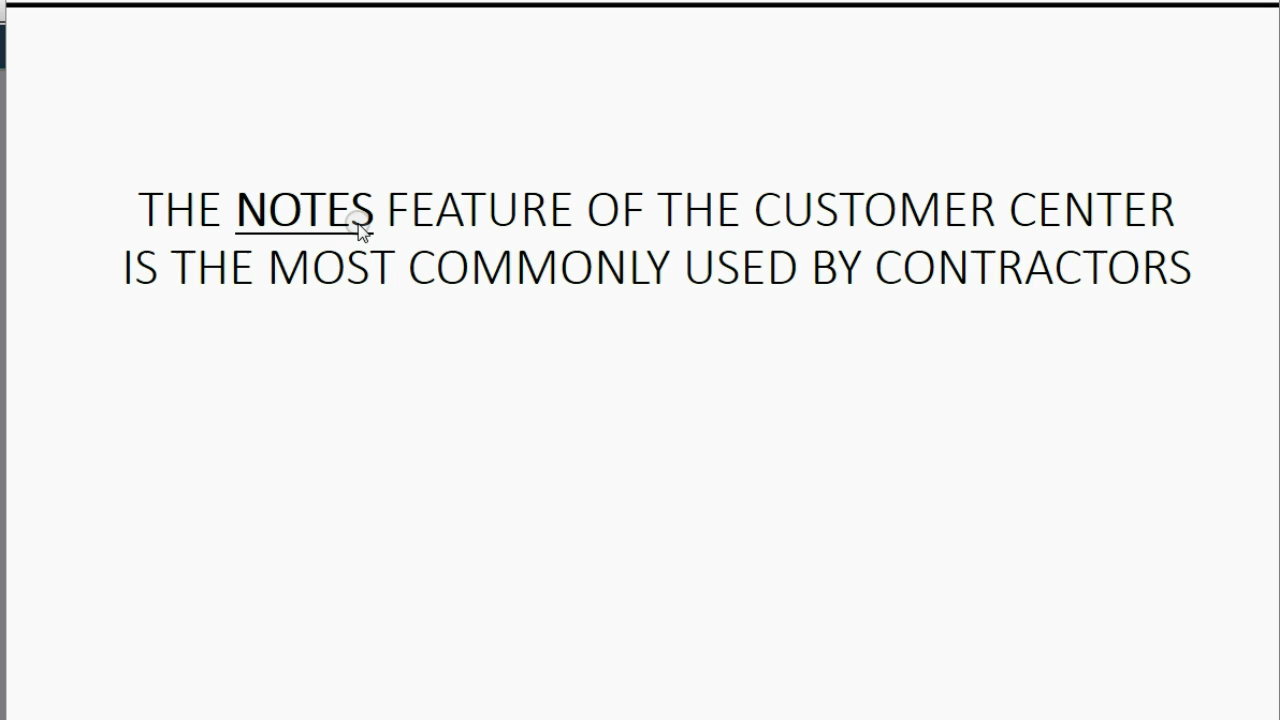 THE NOTES FEATURE OF THE CUSTOMER CENTER
IS THE MOST COMMONLY USED BY CONTRACTORS